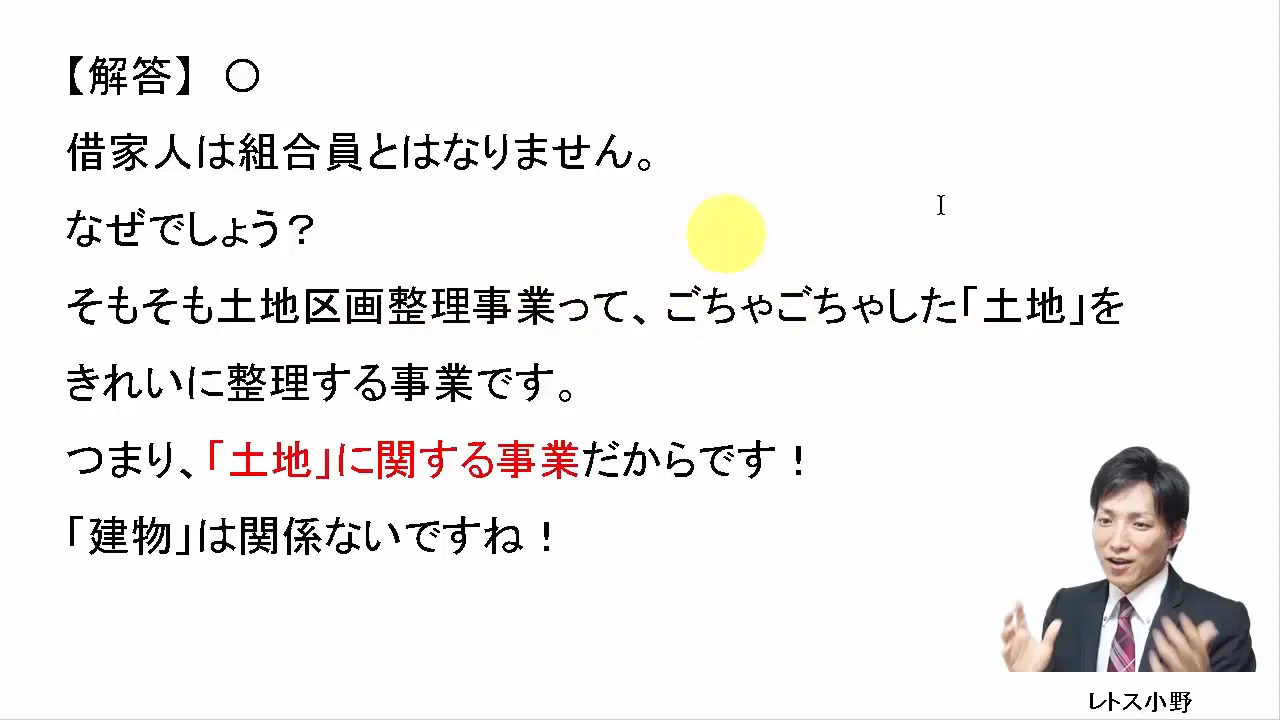 【解答】 ○
借家人は組合員とはなりません。
なぜでしょう？
そもそも土地区画整理事業って、ごちゃごちゃした「土地」を
きれいに整理する事業です。
つまり、「土地」に関する事業だからです！
「建物」は関係ないですね！
レトス小野